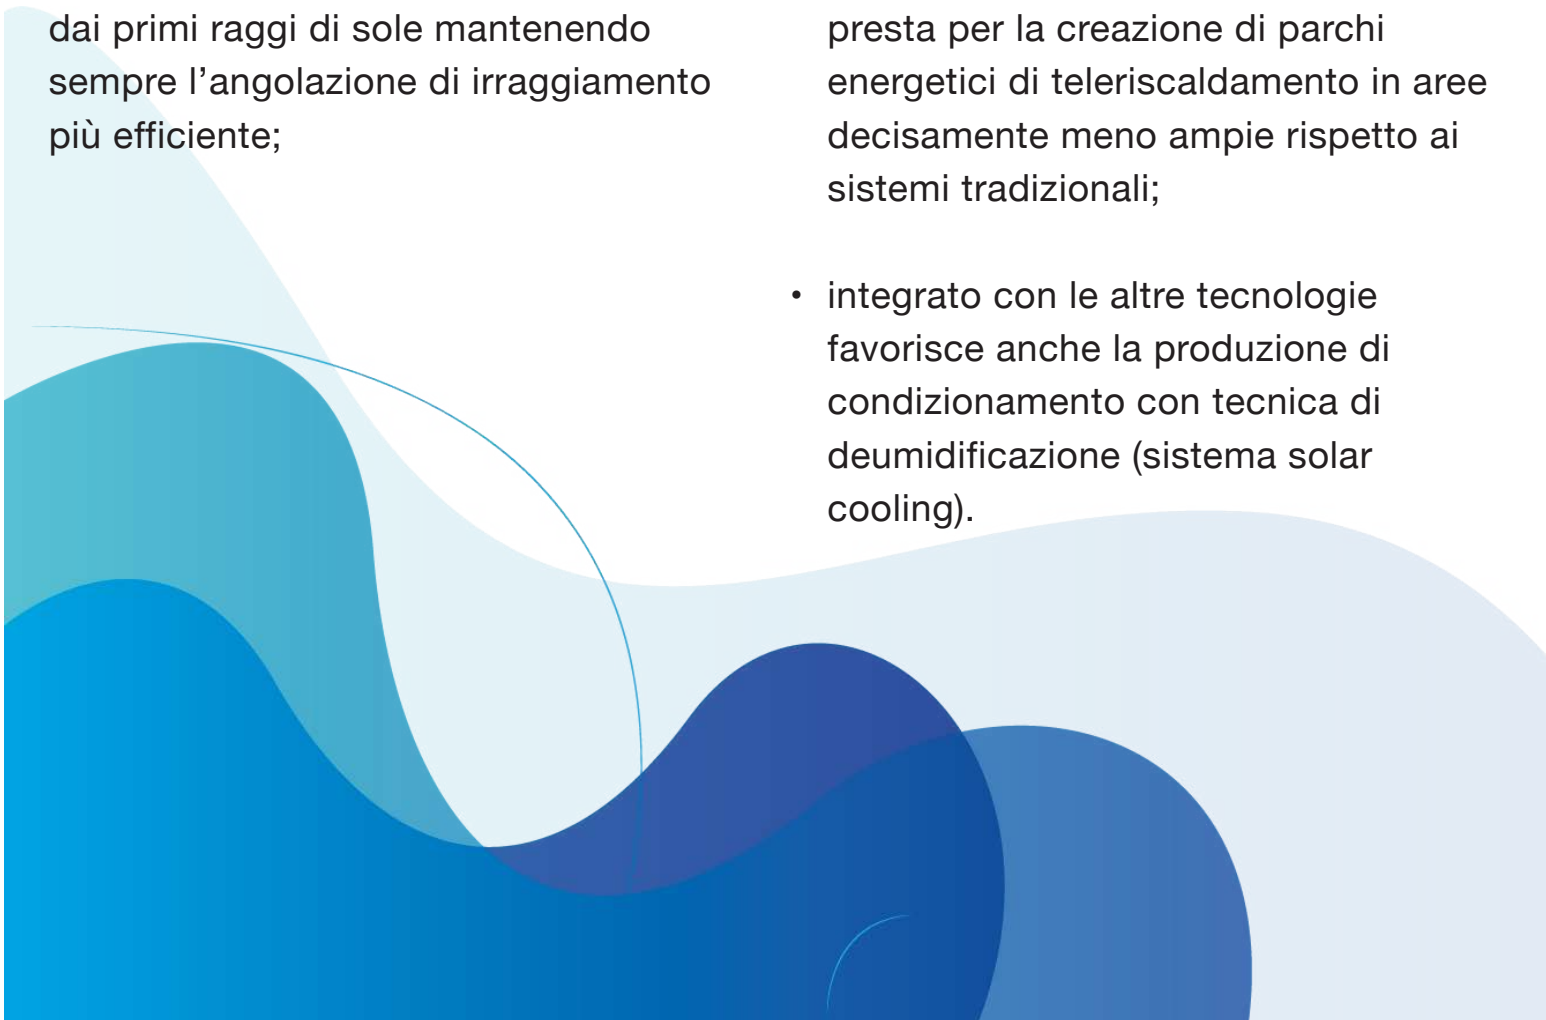 dai primi raggi di sole mantenendo
sempre l’angolazione di irraggiamento
più efficiente;
presta per la creazione di parchi
energetici di teleriscaldamento in aree
decisamente meno ampie rispetto ai
sistemi tradizionali;
• integrato con le altre tecnologie
favorisce anche la produzione di
condizionamento con tecnica di
deumidificazione (sistema solar
cooling).